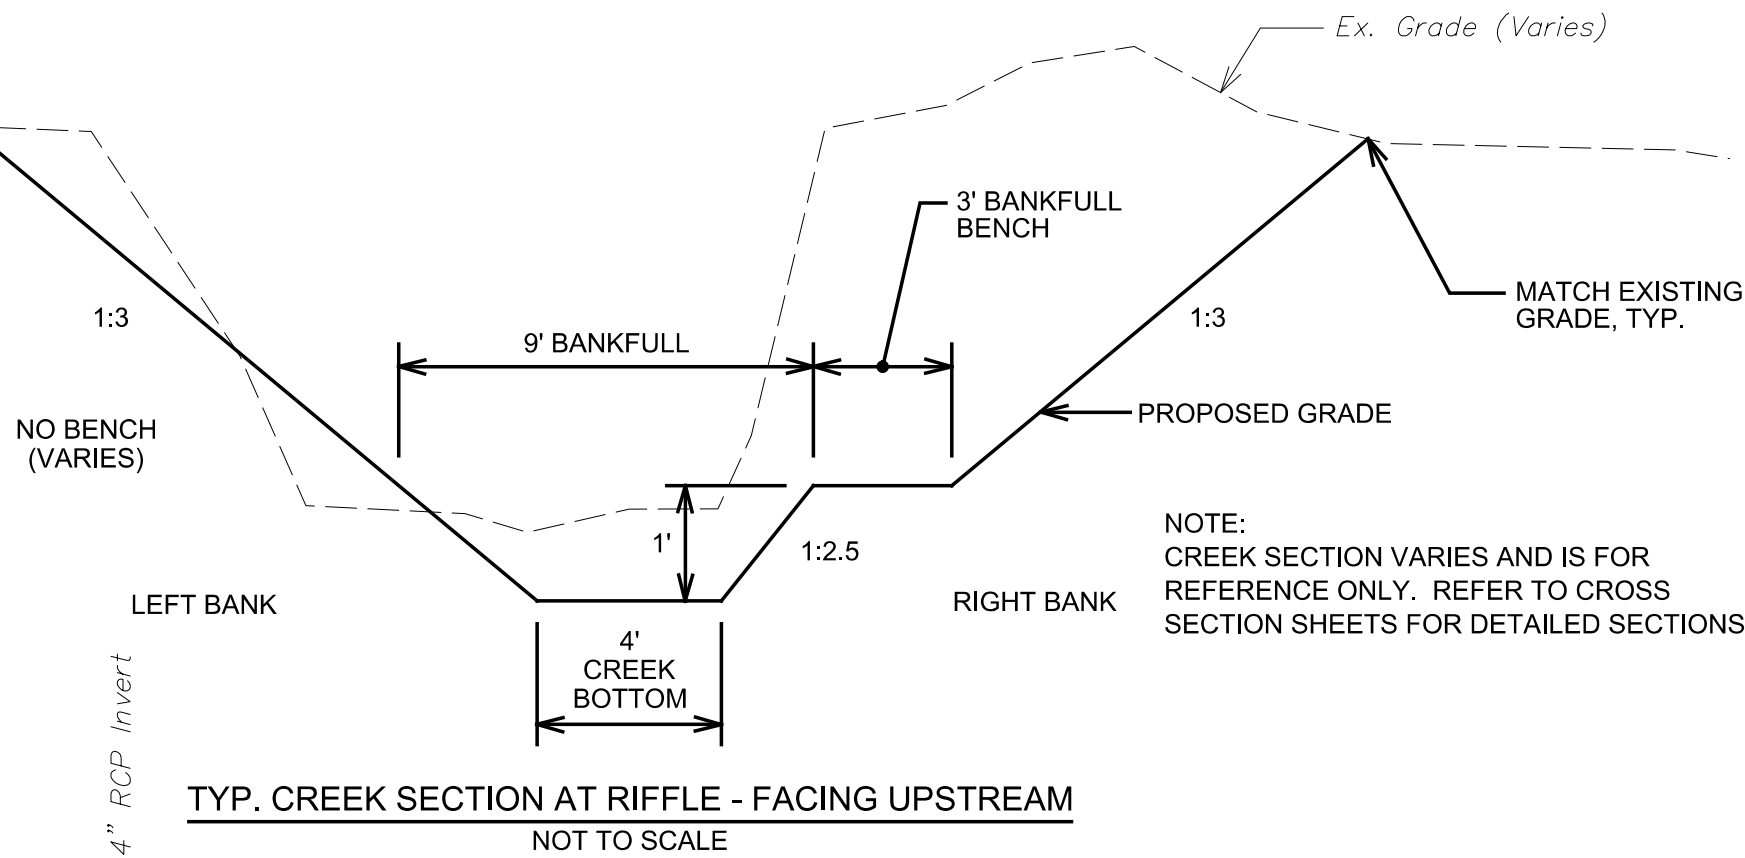 Ex. Grade (Varies)
3' BANKFULL
BENCH
MATCH EXISTING
GRADE, TYP.
1:3
1:3
9' BANKFULL
PROPOSED GRADE
NO BENCH
(VARIES)
1'
1:2.5
NOTE:
CREEK SECTION VARIES AND IS FOR
REFERENCE ONLY. REFER TO CROSS
SECTION SHEETS FOR DETAILED SECTIONS
LEFT BANK
RIGHT BANK
4'
CREEK
BOTTOM
4" RCP Invert
TYP. CREEK SECTION AT RIFFLE - FACING UPSTREAM
NOT TO SCALE